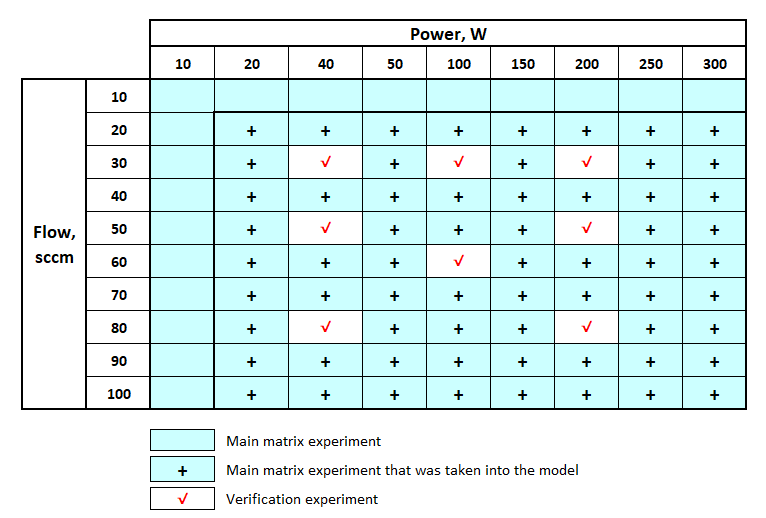 Power, W
10 20 40 50 100 150 200 250 300
Flow, sccm
10
20 + + + + + + + +
30 + √ + √ + √ + +
40 + + + + + + + +
50 + √ + + + √ + +
60 + + + √ + + + +
70 + + + + + + + +
80 + √ + + + √ + +
90 + + + + + + + +
100 + + + + + + + +
Main matrix experiment
+ Main matrix experiment that was taken into the model
√ Verification experiment